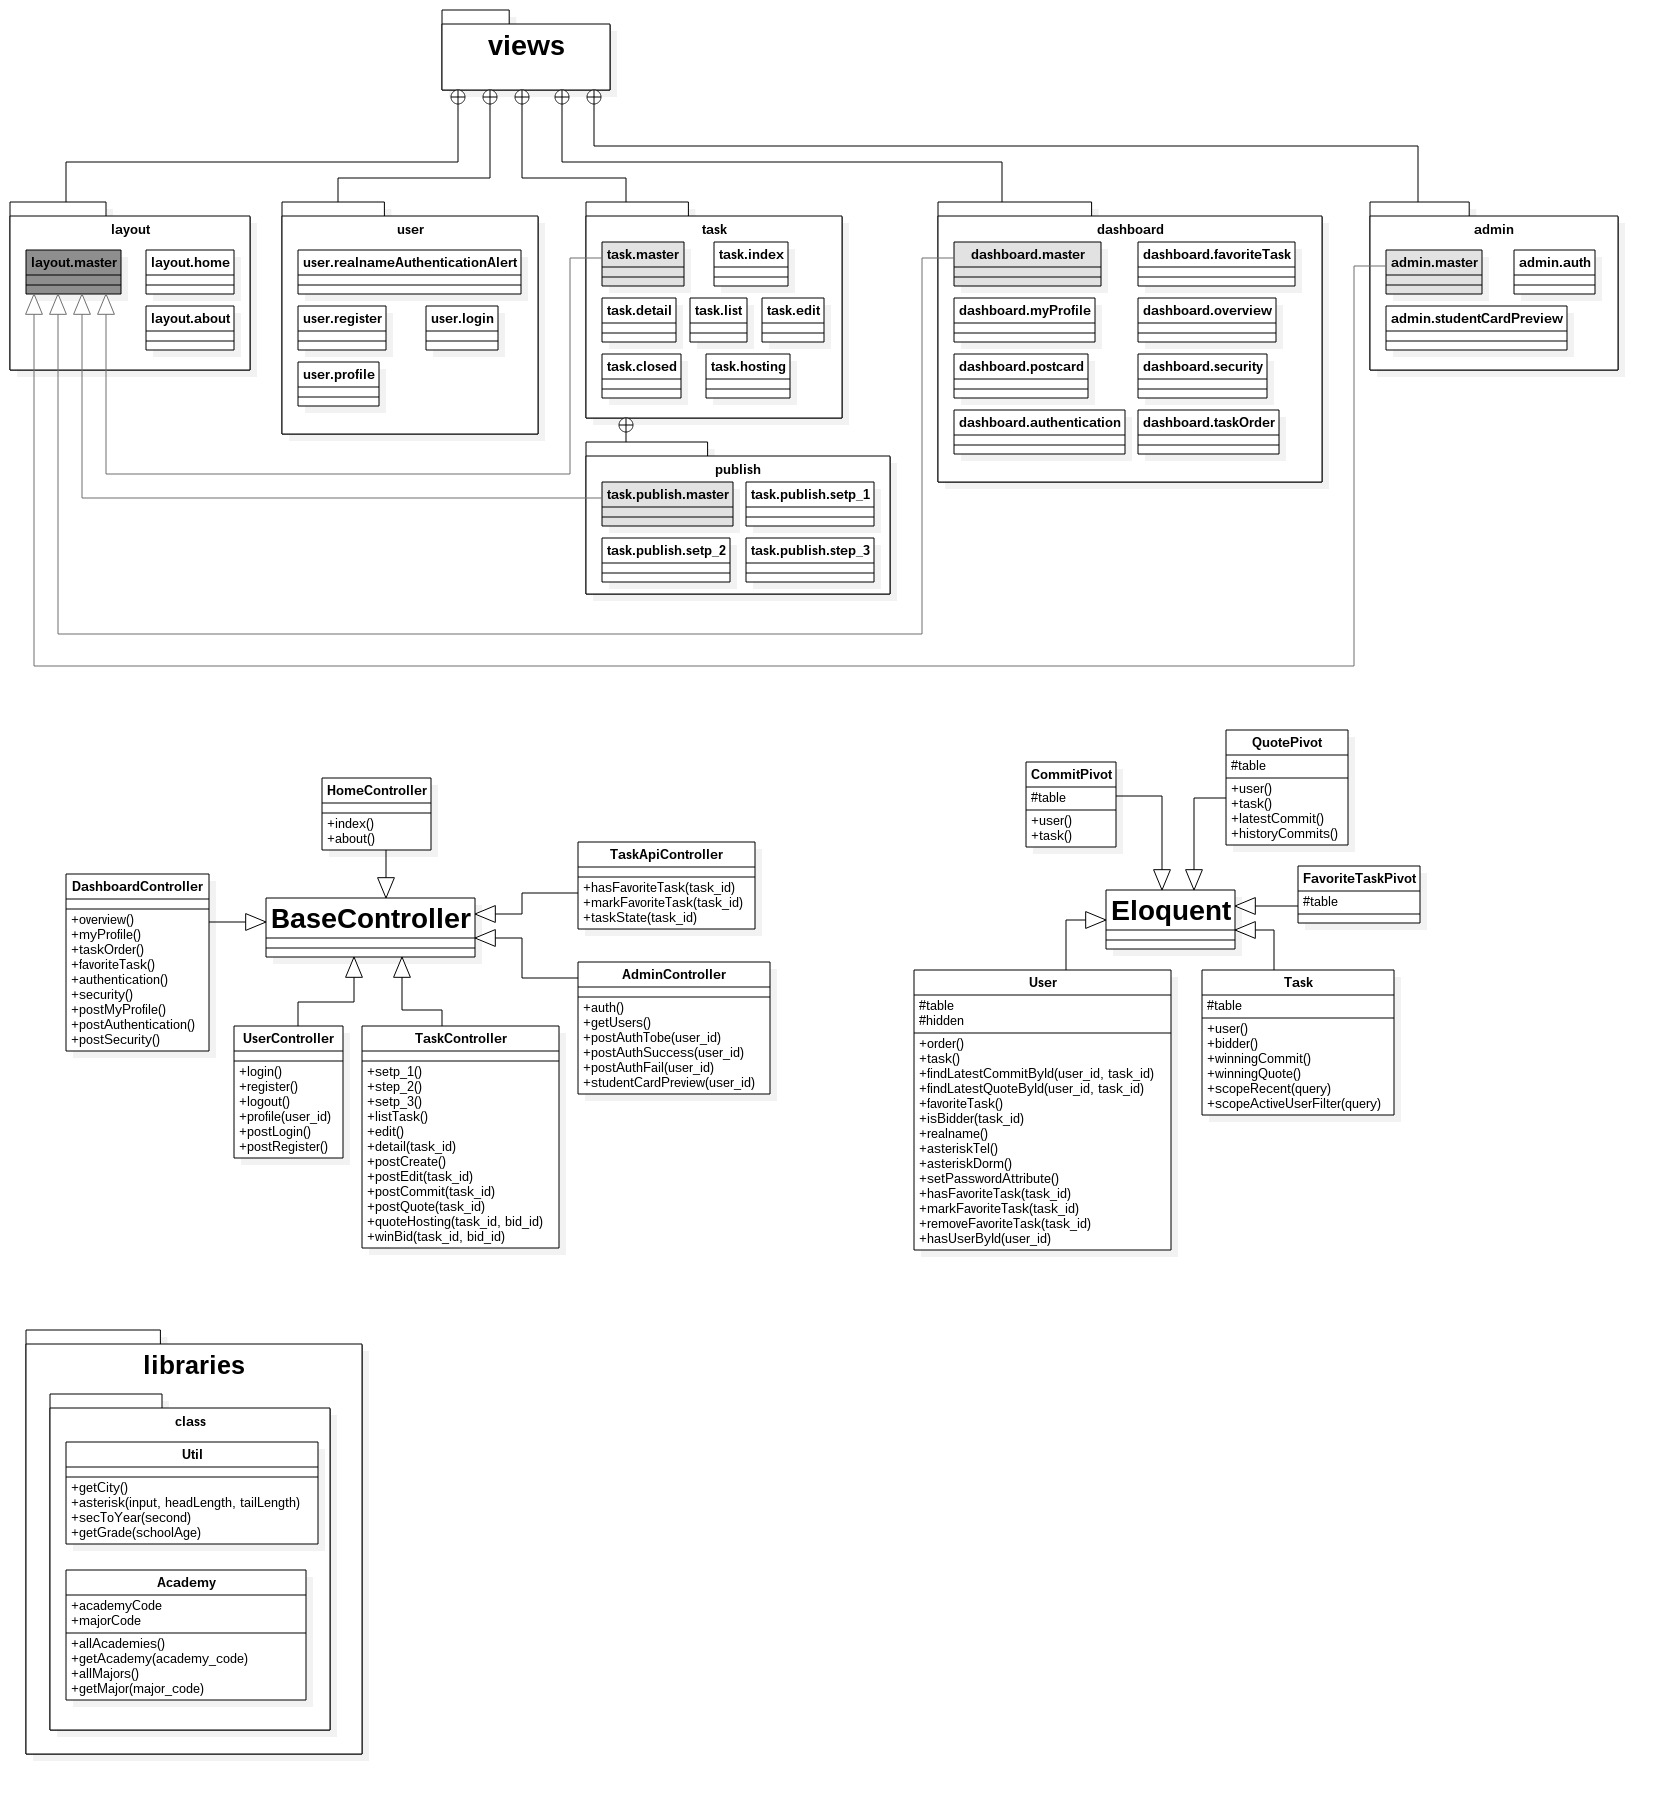 views
layout
layout.master
layout.home
layout.about
user
user.realnameAuthenticationAlert
user.register
user.login
user.profile
task
task.master
task.index
task.detail
task.list
task.edit
task.closed
task.hosting
publish
task.publish.master
task.publish.setp_1
task.publish.setp_2
task.publish.step_3
dashboard
dashboard.master
dashboard.favoriteTask
dashboard.myProfile
dashboard.overview
dashboard.postcard
dashboard.security
dashboard.authentication
dashboard.taskOrder
admin
admin.master
admin.auth
admin.studentCardPreview
HomeController
+index()
+about()
DashboardController
+overview()
+myProfile()
+taskOrder()
+favoriteTask()
+authentication()
+security()
+postMyProfile()
+postAuthentication()
+postSecurity()
BaseController
TaskApiController
+hasFavoriteTask(task_id)
+markFavoriteTask(task_id)
+taskState(task_id)
AdminController
+auth()
+getUsers()
+postAuthTobe(user_id)
+postAuthSuccess(user_id)
+postAuthFail(user_id)
+studentCardPreview(user_id)
UserController
+login()
+register()
+logout()
+profile(user_id)
+postLogin()
+postRegister()
TaskController
+setp_1()
+step_2()
+setp_3()
+listTask()
+edit()
+detail(task_id)
+postCreate()
+postEdit(task_id)
+postCommit(task_id)
+postQuote(task_id)
+quoteHosting(task_id, bid_id)
+winBid(task_id, bid_id)
CommitPivot
#table
+user()
+task()
QuotePivot
#table
+user()
+task()
+latestCommit()
+historyCommits()
FavoriteTaskPivot
#table
Eloquent
User
#table
#hidden
+order()
+task()
+findLatestCommitById(user_id, task_id)
+findLatestQuoteById(user_id, task_id)
+favoriteTask()
+isBidder(task_id)
+realname()
+asteriskTel()
+asteriskDorm()
+setPasswordAttribute()
+hasFavoriteTask(task_id)
+markFavoriteTask(task_id)
+removeFavoriteTask(task_id)
+hasUserById(user_id)
Task
#table
+user()
+bidder()
+winningCommit()
+winningQuote()
+scopeRecent(query)
+scopeActiveUserFilter(query)
libraries
class
Util
+getCity()
+asterisk(input, headLength, tailLength)
+secToYear(second)
+getGrade(schoolAge)
Academy
+academyCode
+majorCode
+allAcademies()
+getAcademy(academy_code)
+allMajors()
+getMajor(major_code)